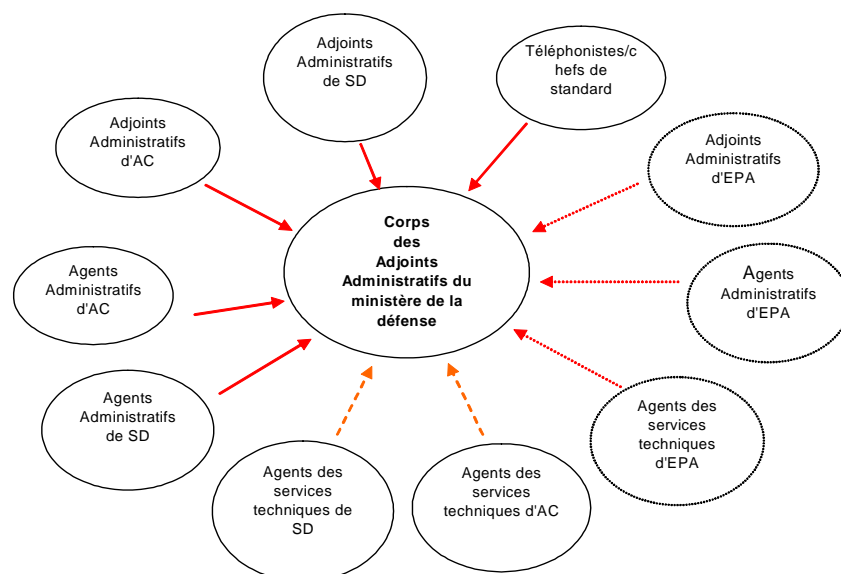 Adjoints
Administratifs
de SD
Téléphonistes/c
hefs de
standard
Adjoints
Administratifs
d'AC
Adjoints
Administratifs
d'EPA
Corps
des
Adjoints
Administratifs du
ministère de la
défense
Agents
Administratifs
d'AC
Agents
Administratifs
d'EPA
Agents
Administratifs
de SD
Agents des
services
techniques
d'EPA
Agents des
services
techniques de
SD
Agents des
services
techniques d'AC